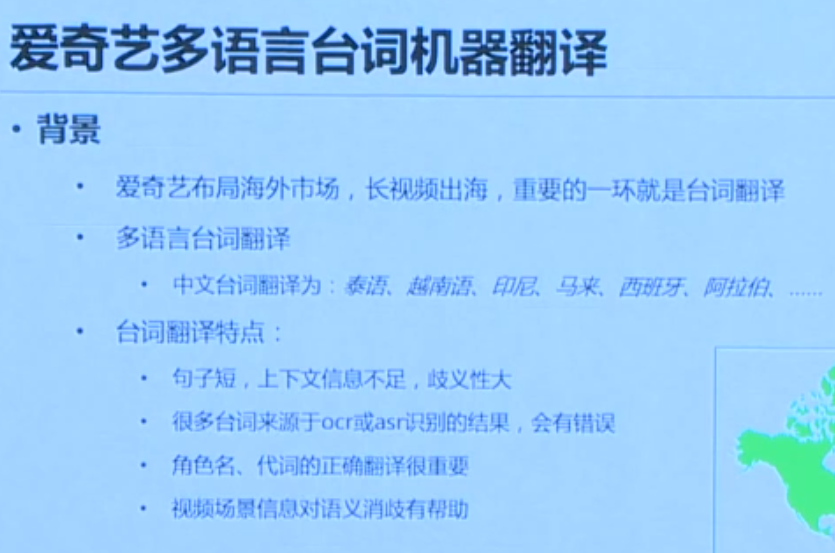 爱奇艺多语言台词机器翻译
• 背景
• 爱奇艺布局海外市场，长视频出海，重要的一环就是台词翻译
• 多语言台词翻译
• 中文台词翻译为：泰语、越南语、印尼、马来、西班牙、阿拉伯、……
• 台词翻译特点：
• 句子短，上下文信息不足，歧义性大
• 很多台词来源于ocr或asr识别的结果，会有错误
• 角色名、代词的正确翻译很重要
• 视频场景信息对语义消歧有帮助